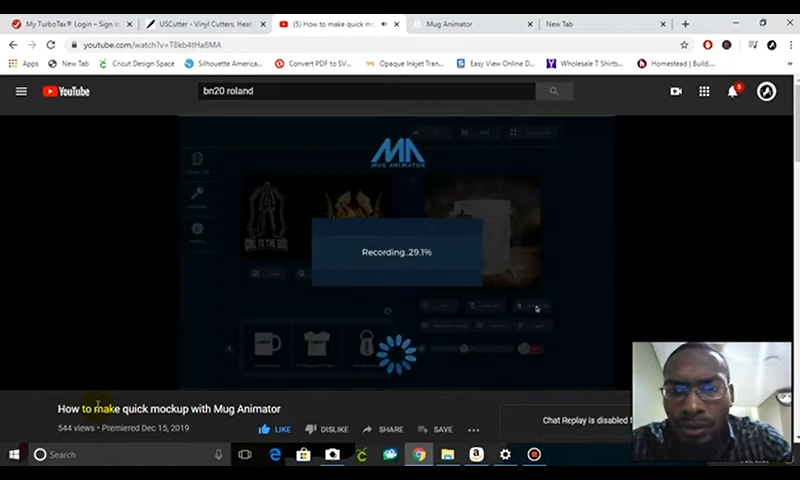 My TurboTax® Login – Sign in
USCutter - Vinyl Cutters, Heat
(5) How to make quick mo
Mug Animator
New Tab
youtube.com/watch?v=T8kb4tHa8MA
Apps
New Tab
Cricut Design Space
Silhouette America...
Convert PDF to SV...
Opaque Inkjet Tran...
Easy View Online D...
Wholesale T Shirts...
Homestead | Build,...
YouTube
bn20 roland
MUG ANIMATOR
Recording..29.1%
How to make quick mockup with Mug Animator
544 views • Premiered Dec 15, 2019
LIKE
DISLIKE
SHARE
SAVE
Chat Replay is disabled
Search